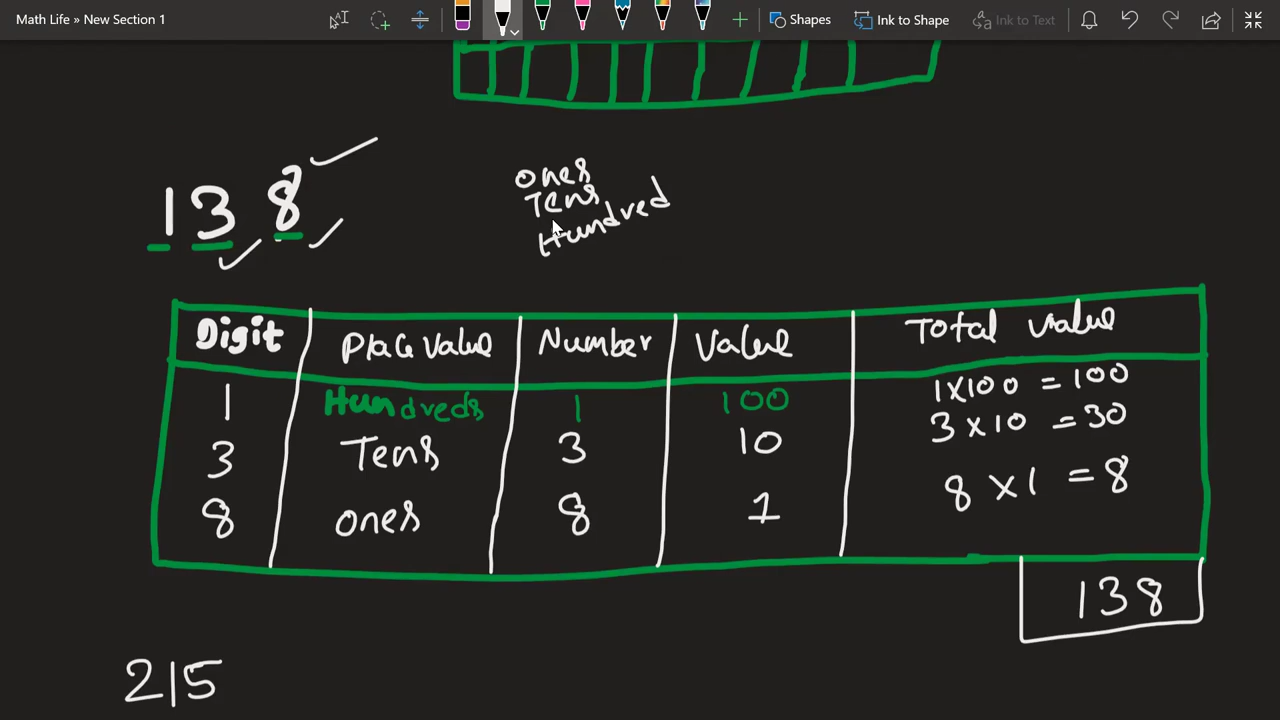 Math Life » New Section 1
Shapes
Ink to Shape
Ink to Text
138
ones
Tens
Hundred
Digit Place Value Number Value Total Value
1 Hundreds 1 100 1x100 = 100
3 Tens 3 10 3 x 10 = 30
8 ones 8 1 8 x 1 = 8
138
215